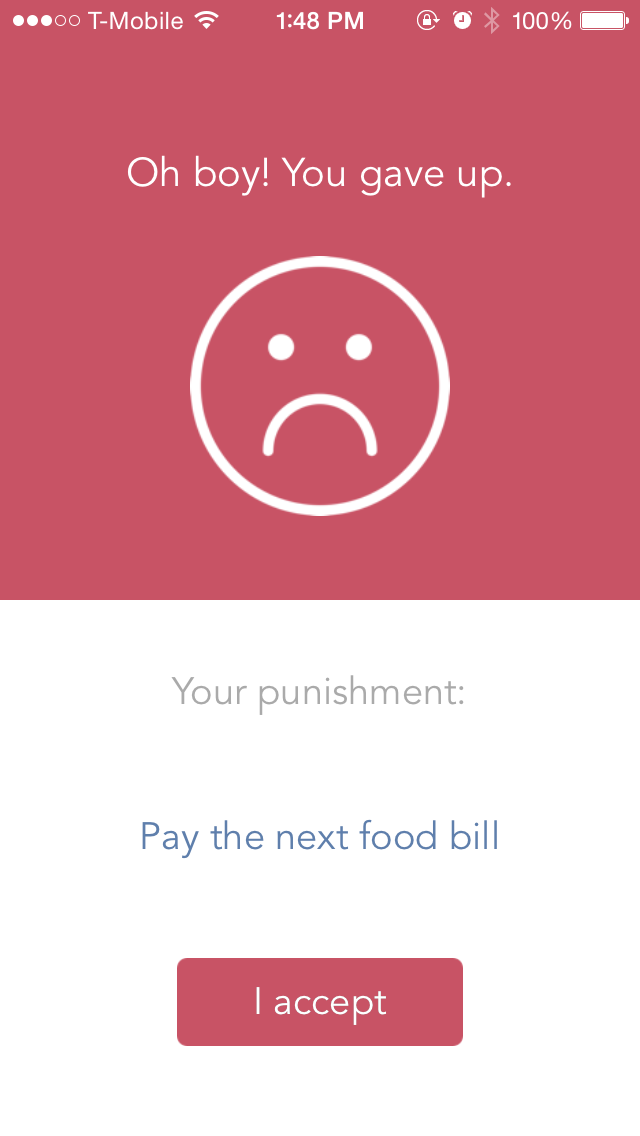 T-Mobile 1:48 PM 100%
Oh boy! You gave up.
Your punishment:
Pay the next food bill
I accept